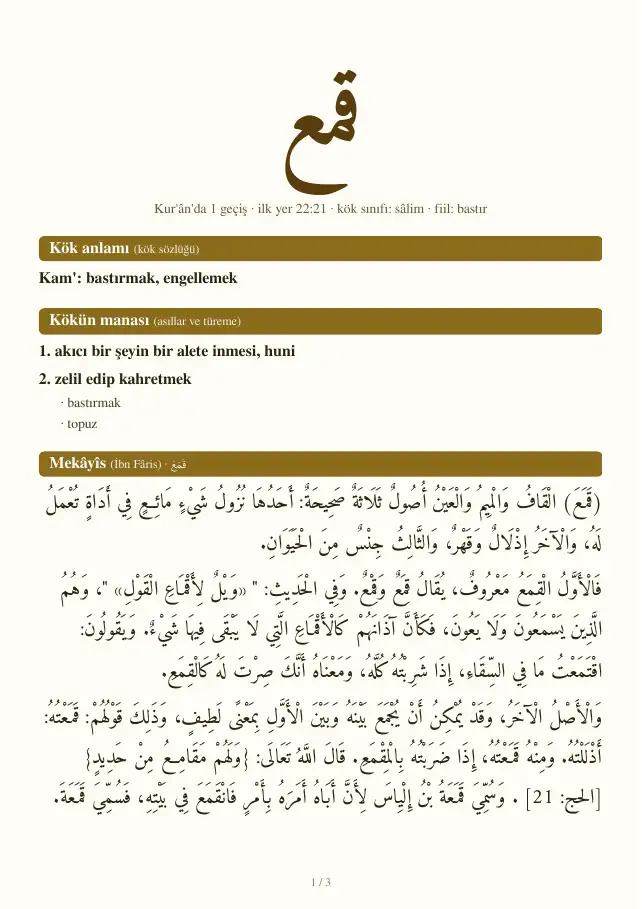 قمع
Kur'ân'da 1 geçiş · ilk yer 22:21 · kök sınıfı: sâlim · fiil: bastır
Kök anlamı (kök sözlüğü)
Kam': bastırmak, engellemek
Kökün manası (asıllar ve türeme)
1. akıcı bir şeyin bir alete inmesi, huni
2. zelil edip kahretmek
· bastırmak
· topuz
Mekâyîs (İbn Fâris) · قَمَعَ
(قَمَعَ) الْقَافُ وَالْمِيمُ وَالْعَيْنُ أُصُولٌ ثَلَاثَةٌ صَحِيحَةٌ: أَحَدُهَا نُزُولُ شَيْءٍ مَائِعٍ فِي أَدَاةٍ تُعْمَلُ
لَهُ، وَالْآخَرُ إِذْلَالٌ وَقَهْرٌ، وَالثَّالِثُ جِنْسٌ مِنَ الْحَيَوَانِ.
فَالْأَوَّلُ الْقِمَعُ مَعْرُوفٌ، يُقَالُ قِمَعٌ وَقِمْعٌ. وَفِي الْحَدِيثِ: " «وَيْلٌ لِأَقْمَاعِ الْقَوْلِ» "، وَهُمُ
الَّذِينَ يَسْمَعُونَ وَلَا يَعُونَ، فَكَأَنَّ آذَانَهُمْ كَالْأَقْمَاعِ الَّتِي لَا يَبْقَى فِيهَا شَيْءٌ. وَيَقُولُونَ:
اقْتَمَعْتُ مَا فِي السِّقَاءِ، إِذَا شَرِبْتُهُ كُلَّهُ، وَمَعْنَاهُ أَنَّكَ صِرْتَ لَهُ كَالْقِمَعِ.
وَالْأَصْلُ الْآخَرُ، وَقَدْ يُمْكِنُ أَنْ يُجْمَعَ بَيْنَهُ وَبَيْنَ الْأَوَّلِ بِمَعْنًى لَطِيفٍ، وَذَلِكَ قَوْلُهُمْ: قَمَعْتُهُ:
أَذْلَلْتُهُ. وَمِنْهُ قَمَعْتُهُ، إِذَا ضَرَبْتُهُ بِالْمِقْمَعِ. قَالَ اللَّهُ تَعَالَى: {وَلَهُمْ مَقَامِعُ مِنْ حَدِيدٍ}
[الحج: 21] . وَسُمِّيَ قَمَعَةُ بْنُ إِلْيَاسَ لِأَنَّ أَبَاهُ أَمَرَهُ بِأَمْرٍ فَانْقَمَعَ فِي بَيْتِهِ، فَسُمِّيَ قَمَعَةَ.
1 / 3